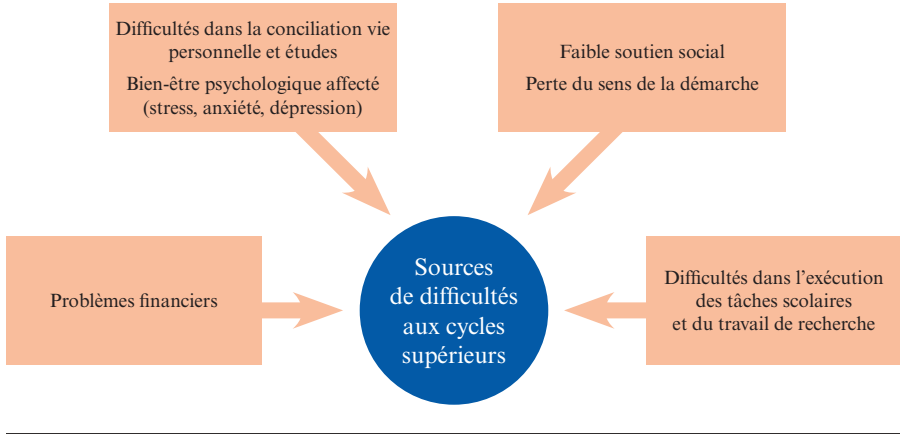 Difficultés dans la conciliation vie
personnelle et études
Bien-être psychologique affecté
(stress, anxiété, dépression)
Faible soutien social
Perte du sens de la démarche
Problèmes financiers
Sources
de difficultés
aux cycles
supérieurs
Difficultés dans l’exécution
des tâches scolaires
et du travail de recherche